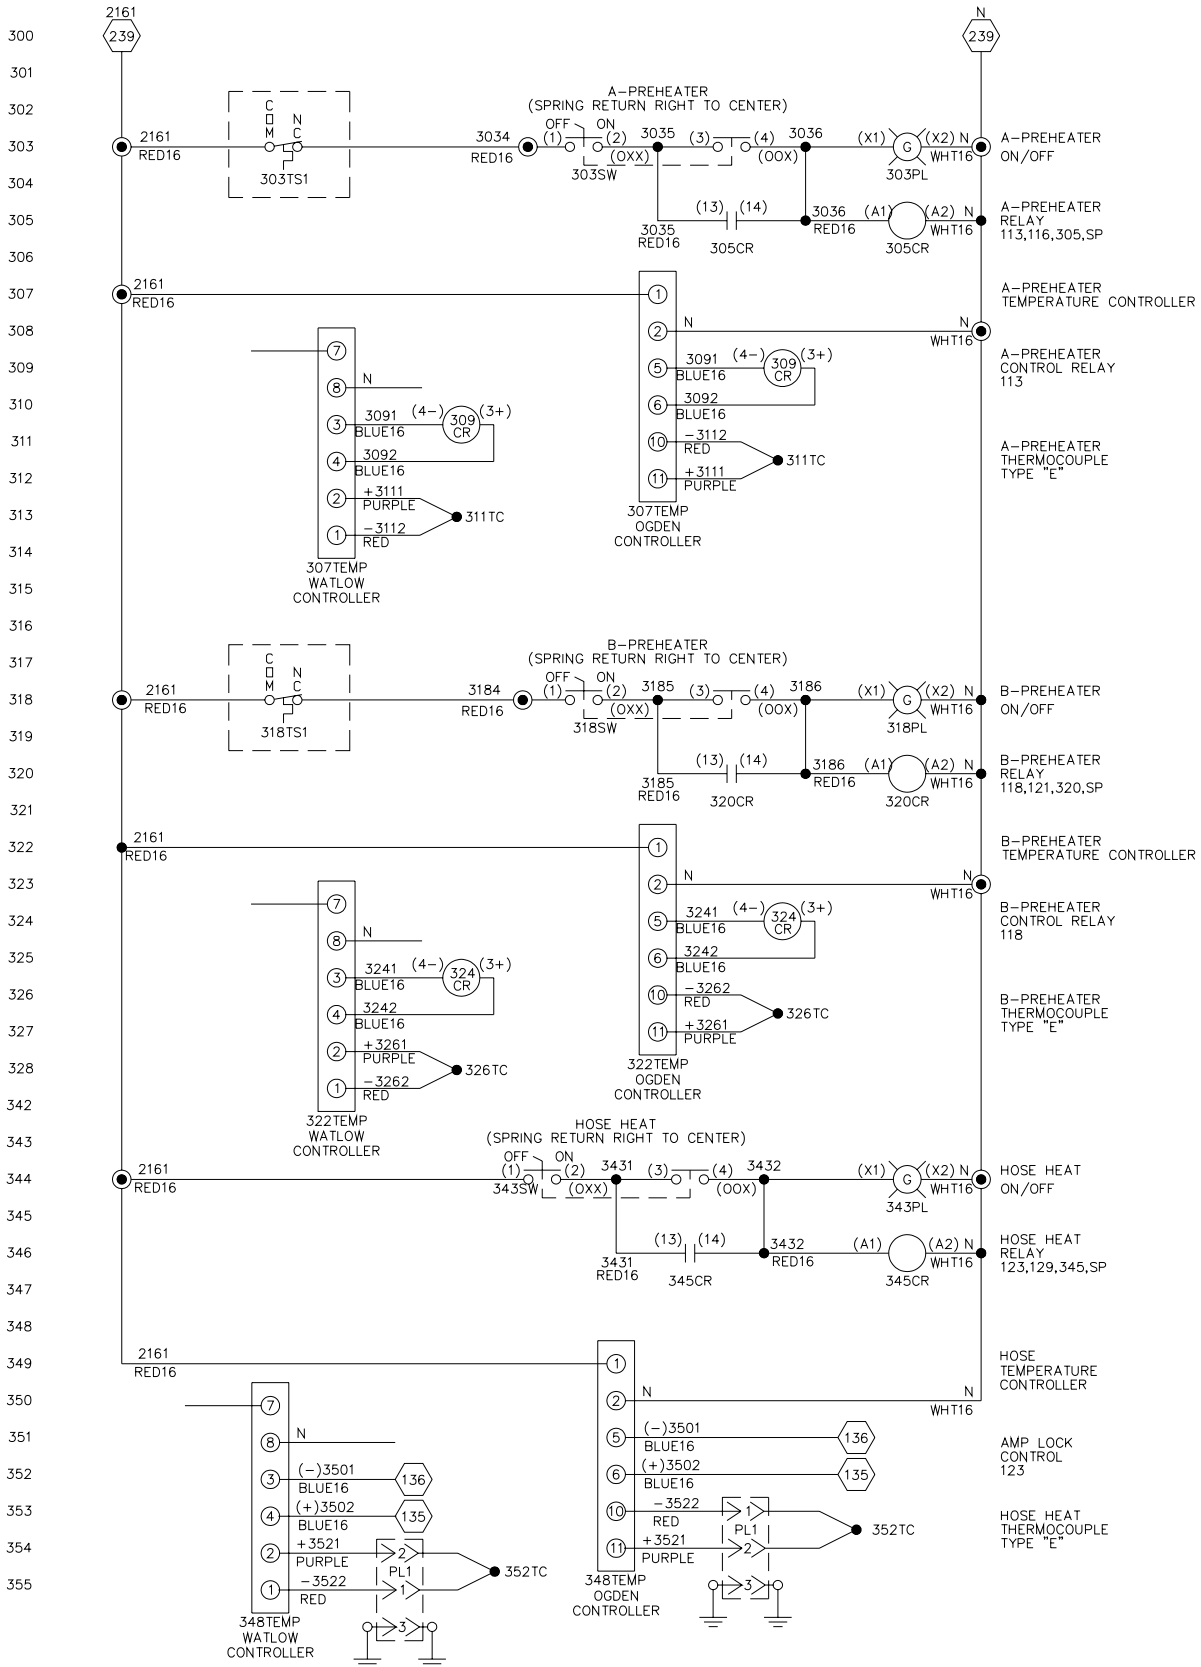 2161
N
300
239
239
301
302
A-PREHEATER
(SPRING RETURN RIGHT TO CENTER)
COM
NC
OFF
ON
303
2161
RED16
3034
RED16
(1)
(2)
(OXX)
3035
(3)
(4)
(OOX)
3036
(X1)
G
(X2)
N
WHT16
A-PREHEATER
ON/OFF
303TS1
303SW
303PL
304
305
(13)
(14)
3035
RED16
305CR
3036
RED16
(A1)
(A2)
N
WHT16
305CR
A-PREHEATER
RELAY
113,116,305,SP
306
307
2161
RED16
1
A-PREHEATER
TEMPERATURE CONTROLLER
308
2
N
N
WHT16
309
7
5
3091
BLUE16
(4-)
309
CR
(3+)
A-PREHEATER
CONTROL RELAY
113
310
8
N
6
3092
BLUE16
311
3
3091
BLUE16
(4-)
309
CR
(3+)
10
-3112
RED
311TC
A-PREHEATER
THERMOCOUPLE
TYPE "E"
312
4
3092
BLUE16
11
+3111
PURPLE
313
2
+3111
PURPLE
311TC
307TEMP
OGDEN
CONTROLLER
314
1
-3112
RED
307TEMP
WATLOW
CONTROLLER
315
316
317
B-PREHEATER
(SPRING RETURN RIGHT TO CENTER)
COM
NC
OFF
ON
318
2161
RED16
3184
RED16
(1)
(2)
(OXX)
3185
(3)
(4)
(OOX)
3186
(X1)
G
(X2)
N
WHT16
B-PREHEATER
ON/OFF
318TS1
318SW
318PL
319
320
(13)
(14)
3185
RED16
320CR
3186
RED16
(A1)
(A2)
N
WHT16
320CR
B-PREHEATER
RELAY
118,121,320,SP
321
322
2161
RED16
1
B-PREHEATER
TEMPERATURE CONTROLLER
323
2
N
N
WHT16
324
7
5
3241
BLUE16
(4-)
324
CR
(3+)
B-PREHEATER
CONTROL RELAY
118
325
8
N
6
3242
BLUE16
326
3
3241
BLUE16
(4-)
324
CR
(3+)
10
-3262
RED
326TC
B-PREHEATER
THERMOCOUPLE
TYPE "E"
327
4
3242
BLUE16
11
+3261
PURPLE
328
2
+3261
PURPLE
326TC
322TEMP
OGDEN
CONTROLLER
342
1
-3262
RED
322TEMP
WATLOW
CONTROLLER
343
HOSE HEAT
(SPRING RETURN RIGHT TO CENTER)
OFF
ON
344
2161
RED16
(1)
(2)
343SW
(OXX)
3431
(3)
(4)
(OOX)
3432
(X1)
G
(X2)
N
WHT16
343PL
HOSE HEAT
ON/OFF
345
346
(13)
(14)
3431
RED16
345CR
3432
RED16
(A1)
(A2)
N
WHT16
345CR
HOSE HEAT
RELAY
123,129,345,SP
347
348
349
2161
RED16
1
HOSE
TEMPERATURE
CONTROLLER
350
7
2
N
N
WHT16
351
8
N
5
(-)3501
BLUE16
136
AMP LOCK
CONTROL
123
352
3
(-)3501
BLUE16
136
6
(+)3502
BLUE16
135
353
4
(+)3502
BLUE16
135
10
-3522
RED
1
PL1
352TC
HOSE HEAT
THERMOCOUPLE
TYPE "E"
354
2
+3521
PURPLE
2
PL1
352TC
11
+3521
PURPLE
2
355
1
-3522
RED
1
3
348TEMP
OGDEN
CONTROLLER
3
348TEMP
WATLOW
CONTROLLER